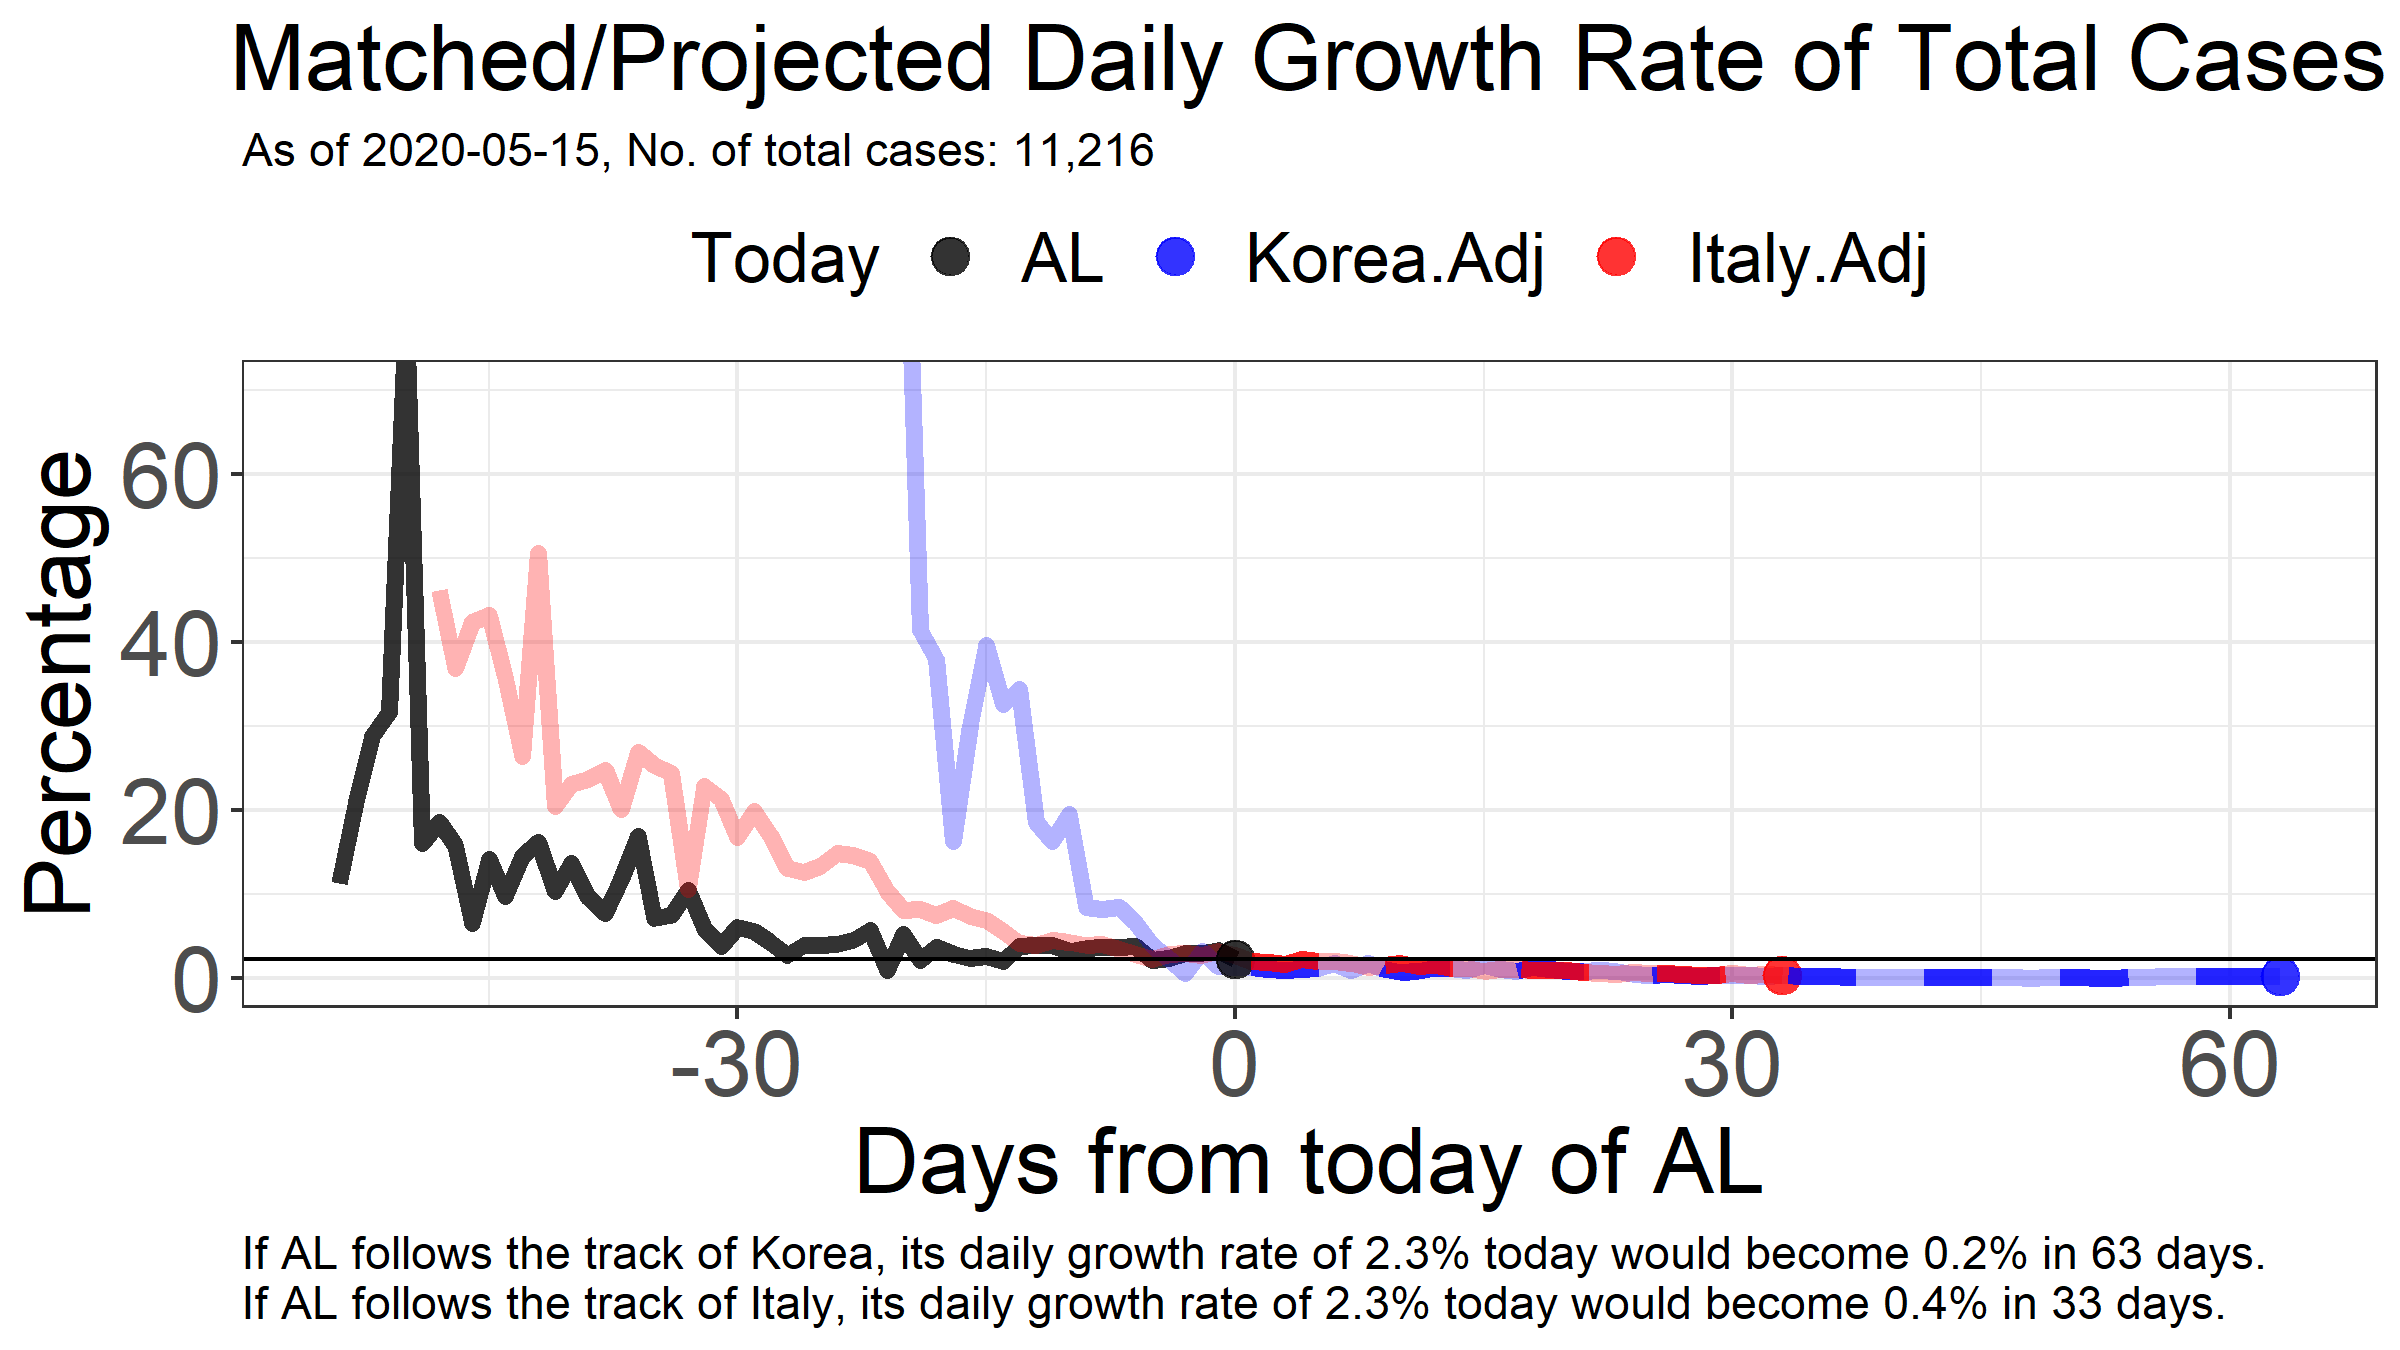 Matched/Projected Daily Growth Rate of Total Cases
As of 2020-05-15, No. of total cases: 11,216
Today AL Korea.Adj Italy.Adj
Percentage
60
40
20
0
-30 0 30 60
Days from today of AL
If AL follows the track of Korea, its daily growth rate of 2.3% today would become 0.2% in 63 days.
If AL follows the track of Italy, its daily growth rate of 2.3% today would become 0.4% in 33 days.